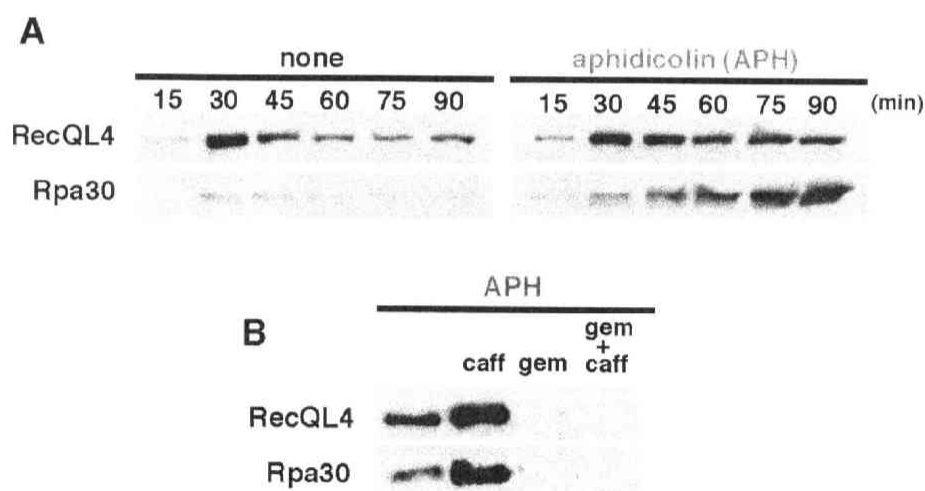 A
none
aphidicolin (APH)
15 30 45 60 75 90
15 30 45 60 75 90 (min)
RecQL4
Rpa30
APH
B
caff gem gem + caff
RecQL4
Rpa30